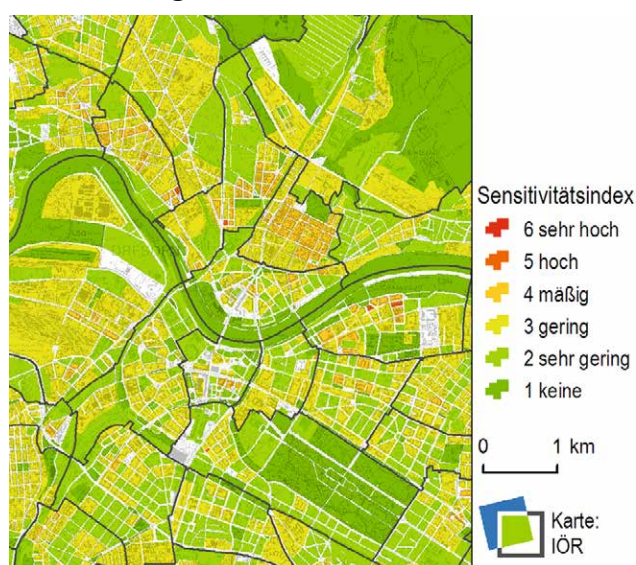 Sensitivitätsindex
6 sehr hoch
5 hoch
4 mäßig
3 gering
2 sehr gering
1 keine
0 1 km
Karte:
IÖR